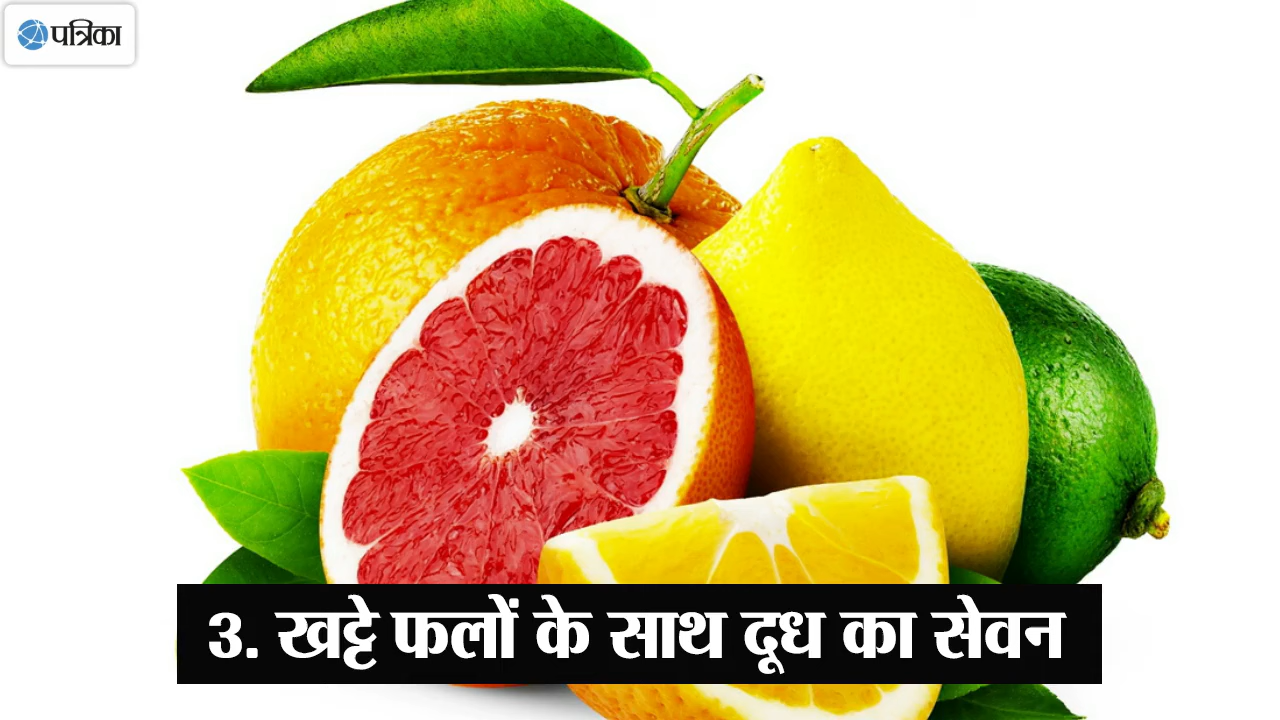 पत्रिका
3. खट्टे फलों के साथ दूध का सेवन